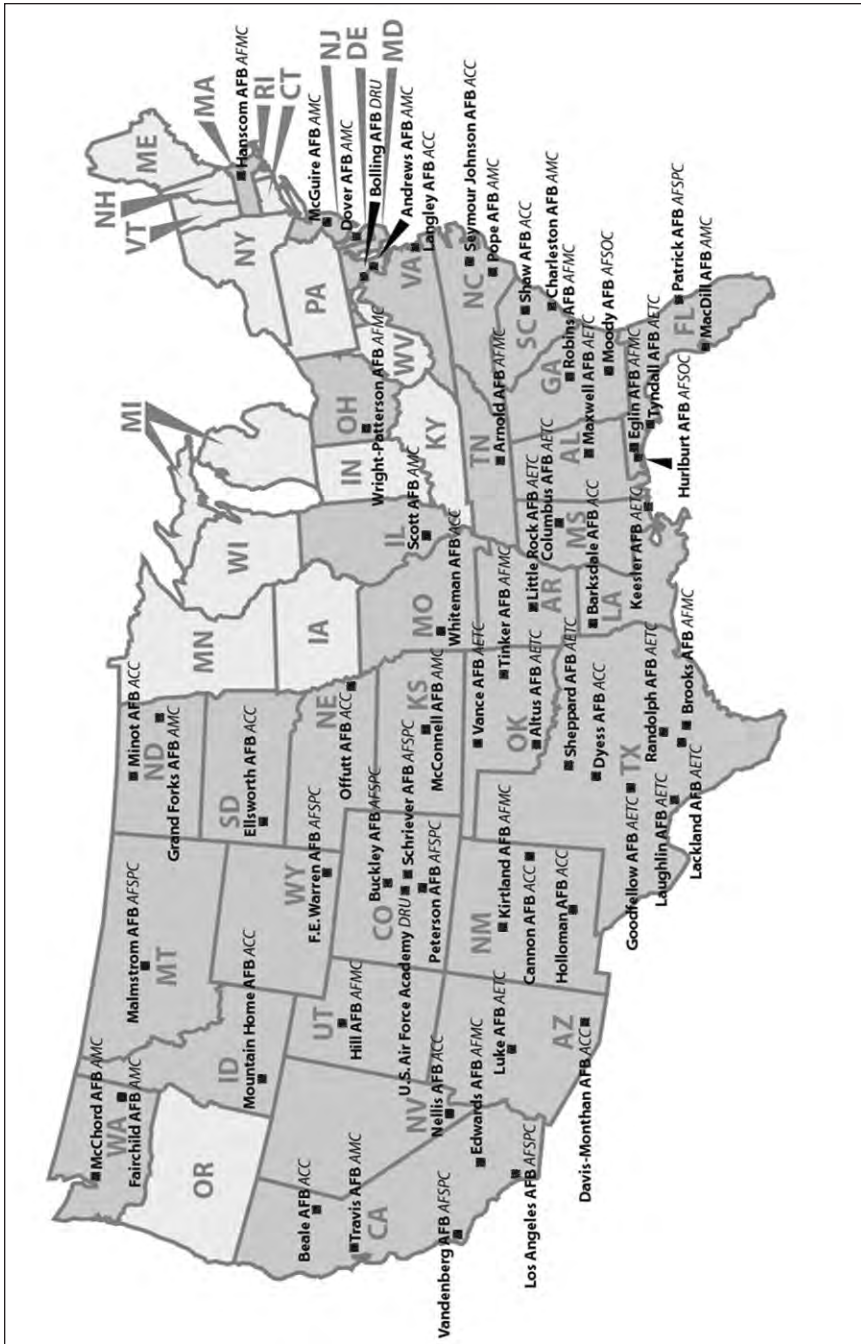 McChord AFB AMC
WA
Fairchild AFB AMC
OR
Malmstrom AFB AFSPC
MT
ID
Mountain Home AFB ACC
Minot AFB ACC
ND
Grand Forks AFB AMC
SD
Ellsworth AFB ACC
WY
F.E.Warren AFB AFSPC
NE
Offutt AFB ACC
MN
WI
MI
IA
Beale AFB ACC
Travis AFB AMC
CA
Vandenberg AFB AFSPC
Los Angeles AFB AFSPC
Edwards AFB AFMC
NV
Nellis AFB ACC
UT
Hill AFB AFMC
CO
Buckley AFB AFSPC
U.S. Air Force Academy DRU
Schriever AFB AFSPC
Peterson AFB AFSPC
KS
McConnell AFB AMC
MO
Whiteman AFB ACC
IL
Scott AFB AMC
IN
OH
Wright-Patterson AFB AFMC
KY
WV
PA
NY
VT
NH
ME
MA
Hanscom AFB AFMC
RI
CT
NJ
DE
MD
McGuire AFB AMC
Dover AFB AMC
Bolling AFB DRU
Andrews AFB AMC
Langley AFB ACC
VA
NC
Seymour Johnson AFB ACC
Pope AFB AMC
SC
Shaw AFB ACC
Charleston AFB AMC
GA
Robins AFB AFMC
Moody AFB AFSOC
TN
Arnold AFB AFMC
AL
Maxwell AFB AETC
MS
Columbus AFB AETC
Keesler AFB AETC
Little Rock AFB AETC
AR
LA
Barksdale AFB ACC
Eglin AFB AFMC
Tyndall AFB AETC
Hurlburt AFB AFSOC
FL
Patrick AFB AFSPC
MacDill AFB AMC
AZ
Luke AFB AETC
Davis-Monthan AFB ACC
NM
Kirtland AFB AFMC
Cannon AFB ACC
Holloman AFB ACC
OK
Vance AFB AETC
Tinker AFB AFMC
Altus AFB AETC
TX
Sheppard AFB AETC
Dyess AFB ACC
Goodfellow AFB AETC
Laughlin AFB AETC
Lackland AFB AETC
Randolph AFB AETC
Brooks AFB AFMC